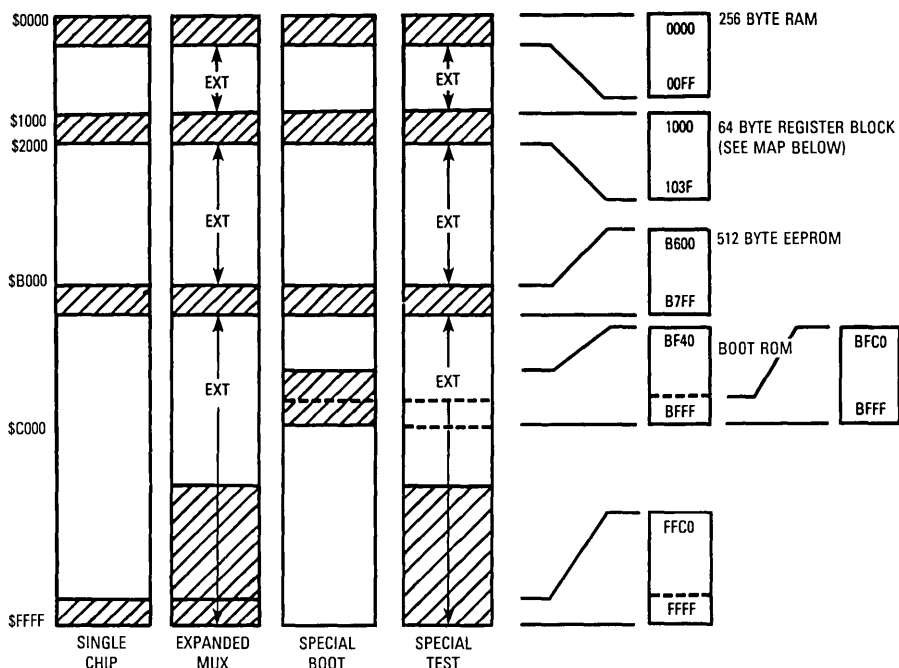 $0000
$1000
$2000
$B000
$C000
$FFFF
EXT
EXT
EXT
EXT
EXT
EXT
SINGLE
CHIP
EXPANDED
MUX
SPECIAL
BOOT
SPECIAL
TEST
0000
00FF
256 BYTE RAM
1000
103F
64 BYTE REGISTER BLOCK
(SEE MAP BELOW)
B600
B7FF
512 BYTE EEPROM
BF40
BFFF
BOOT ROM
BFC0
BFFF
FFC0
FFFF